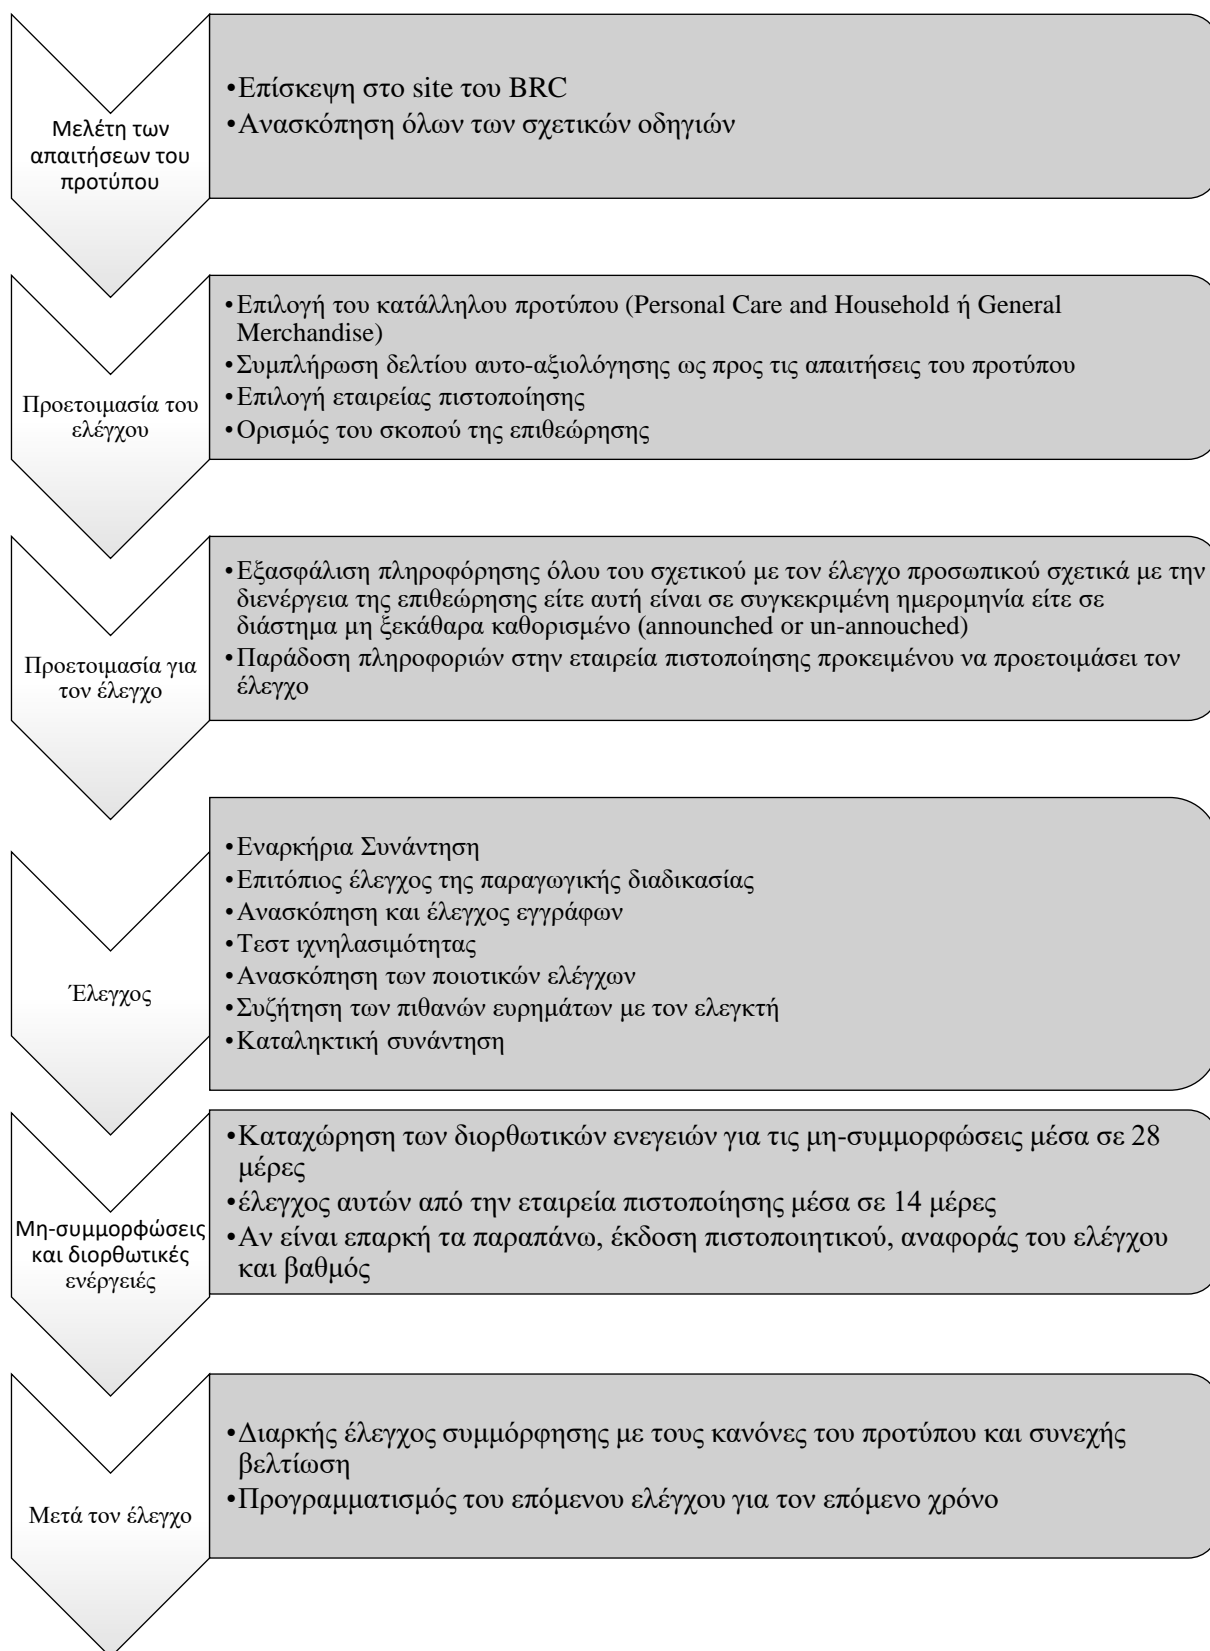 Μελέτη των
απαιτήσεων του
προτύπου
•Επίσκεψη στο site του BRC
•Ανασκόπηση όλων των σχετικών οδηγιών
Προετοιμασία του
ελέγχου
•Επιλογή του κατάλληλου προτύπου (Personal Care and Household ή General
Merchandise)
•Συμπλήρωση δελτίου αυτο-αξιολόγησης ως προς τις απαιτήσεις του προτύπου
•Επιλογή εταιρείας πιστοποίησης
•Ορισμός του σκοπού της επιθεώρησης
Προετοιμασία για
τον έλεγχο
•Εξασφάλιση πληροφόρησης όλου του σχετικού με τον έλεγχο προσωπικού σχετικά με την
διενέργεια της επιθεώρησης είτε αυτή είναι σε συγκεκριμένη ημερομηνία είτε σε
διάστημα μη ξεκάθαρα καθορισμένο (announched or un-annouched)
•Παράδοση πληροφοριών στην εταιρεία πιστοποίησης προκειμένου να προετοιμάσει τον
έλεγχο
Έλεγχος
•Εναρκήρια Συνάντηση
•Επιτόπιος έλεγχος της παραγωγικής διαδικασίας
•Ανασκόπηση και έλεγχος εγγράφων
•Τεστ ιχνηλασιμότητας
•Ανασκόπηση των ποιοτικών ελέγχων
•Συζήτηση των πιθανών ευρημάτων με τον ελεγκτή
•Καταληκτική συνάντηση
Μη-συμμορφώσεις
και διορθωτικές
ενέργειές
•Καταχώρηση των διορθωτικών ενεγειών για τις μη-συμμορφώσεις μέσα σε 28
μέρες
•έλεγχος αυτών από την εταιρεία πιστοποίησης μέσα σε 14 μέρες
•Αν είναι επαρκή τα παραπάνω, έκδοση πιστοποιητικού, αναφοράς του ελέγχου
και βαθμός
Μετά τον έλεγχο
•Διαρκής έλεγχος συμμόρφησης με τους κανόνες του προτύπου και συνεχής
βελτίωση
•Προγραμματισμός του επόμενου ελέγχου για τον επόμενο χρόνο